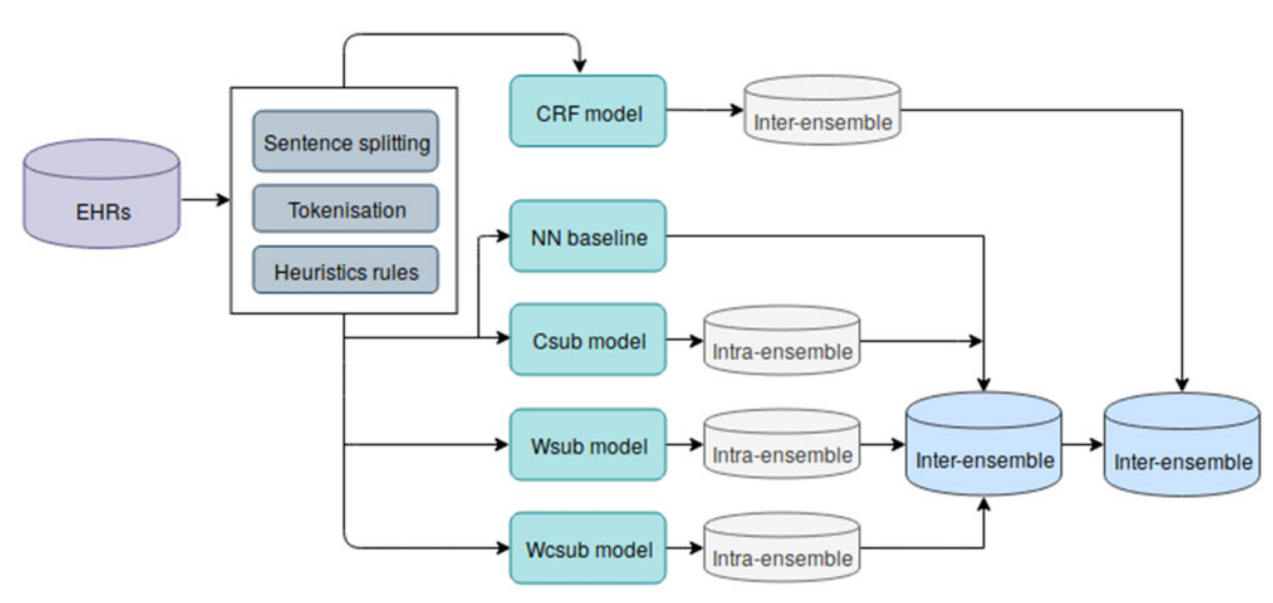 EHRs
Sentence splitting
Tokenisation
Heuristics rules
CRF model
Inter-ensemble
NN baseline
Csub model
Intra-ensemble
Wsub model
Intra-ensemble
Wcsub model
Intra-ensemble
Inter-ensemble
Inter-ensemble